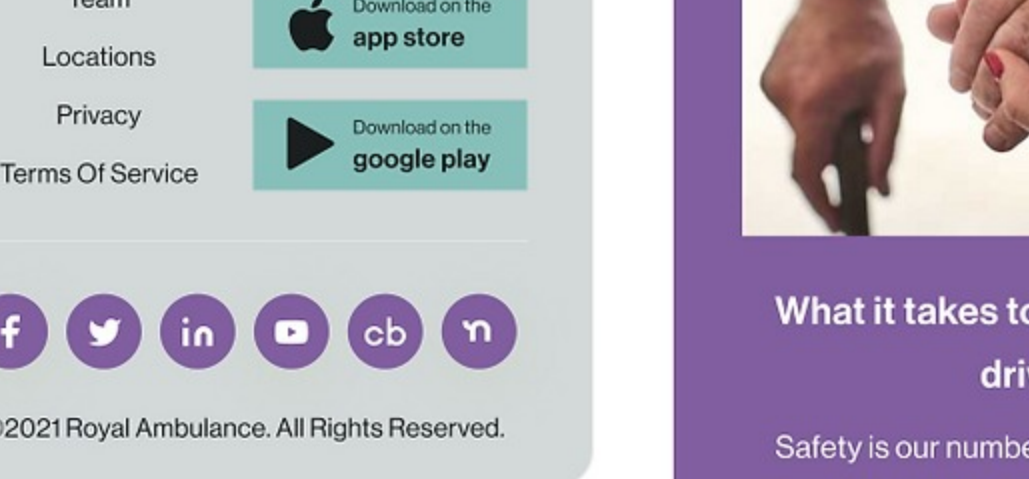 Team
Locations
Privacy
Terms Of Service
Download on the
app store
Download on the
google play
f
in
cb
n
©2021 Royal Ambulance. All Rights Reserved.
What it takes to
Safety is our